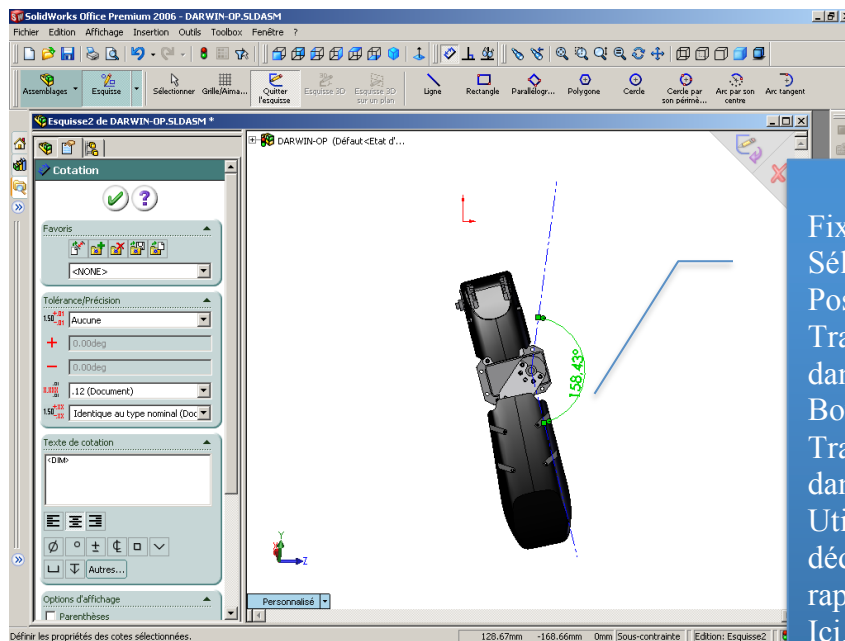 SolidWorks Office Premium 2006 - DARWIN-OP.SLDASM
Fichier Edition Affichage Insertion Outils Toolbox Fenêtre ?
Assemblages Esquisse Sélectionner Grille/Aima... Quitter l'esquisse Esquisse 3D Esquisse 3D sur un plan Ligne Rectangle Parallélogr... Polygone Cercle Cercle par son périmè... Arc par son centre Arc tangent
Esquisse2 de DARWIN-OP.SLDASM *
DARWIN-OP (Défaut<Etat d'...
Cotation
Favoris
<NONE>
Tolérance/Précision
Aucune
0.00deg
0.00deg
.12 (Document)
Identique au type nominal (Doc
Texte de cotation
<DIM>
Autres...
Options d'affichage
Parenthèses
158.43°
Y
Z
Personnalisé
Fix
Sél
Pos
Tra
dan
Bo
Tra
dan
Uti
déd
rap
Ici
Définir les propriétés des cotes sélectionnées.
128.67mm -168.66mm 0mm Sous-contrainte Edition: Esquisse2